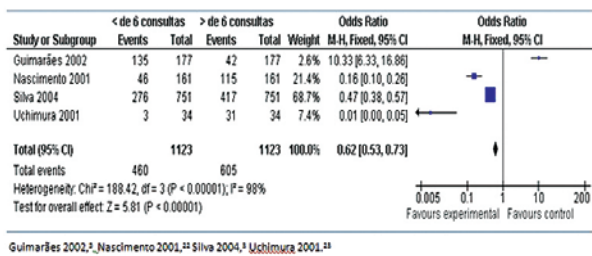 < de 6 consultas > de 6 consultas Odds Ratio Odds Ratio
Study or Subgroup Events Total Events Total Weight M-H, Fixed, 95% CI M-H, Fixed, 95% CI
Guimarães 2002 135 177 42 177 2.6% 10.33 [6.33, 16.86]
Nascimento 2001 46 161 115 161 21.4% 0.16 [0.10, 0.26]
Silva 2004 276 751 417 751 68.7% 0.47 [0.38, 0.57]
Uchimura 2001 3 34 31 34 7.4% 0.01 [0.00, 0.05]
Total (95% CI) 1123 1123 100.0% 0.62 [0.53, 0.73]
Total events 460 605
Heterogeneity: Chi² = 188.42, df = 3 (P < 0.00001); I² = 98%
Test for overall effect: Z = 5.81 (P < 0.00001)
0.005 0.1 1 10 200
Favours experimental Favours control
Guimarães 2002, Nascimento 2001,²² Silva 2004, Uchimura 2001.